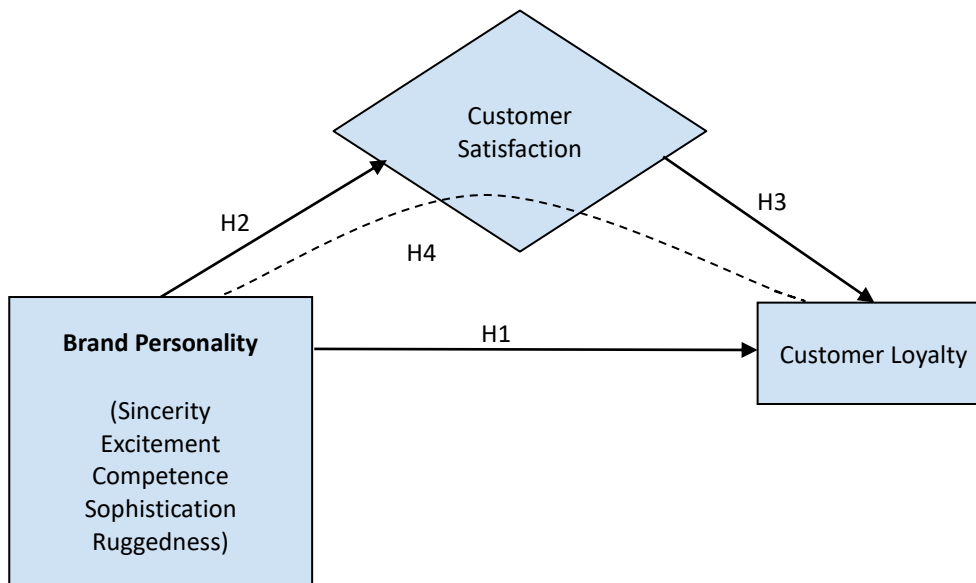 Customer
Satisfaction
H2
H3
H4
Brand Personality
H1
Customer Loyalty
(Sincerity
Excitement
Competence
Sophistication
Ruggedness)